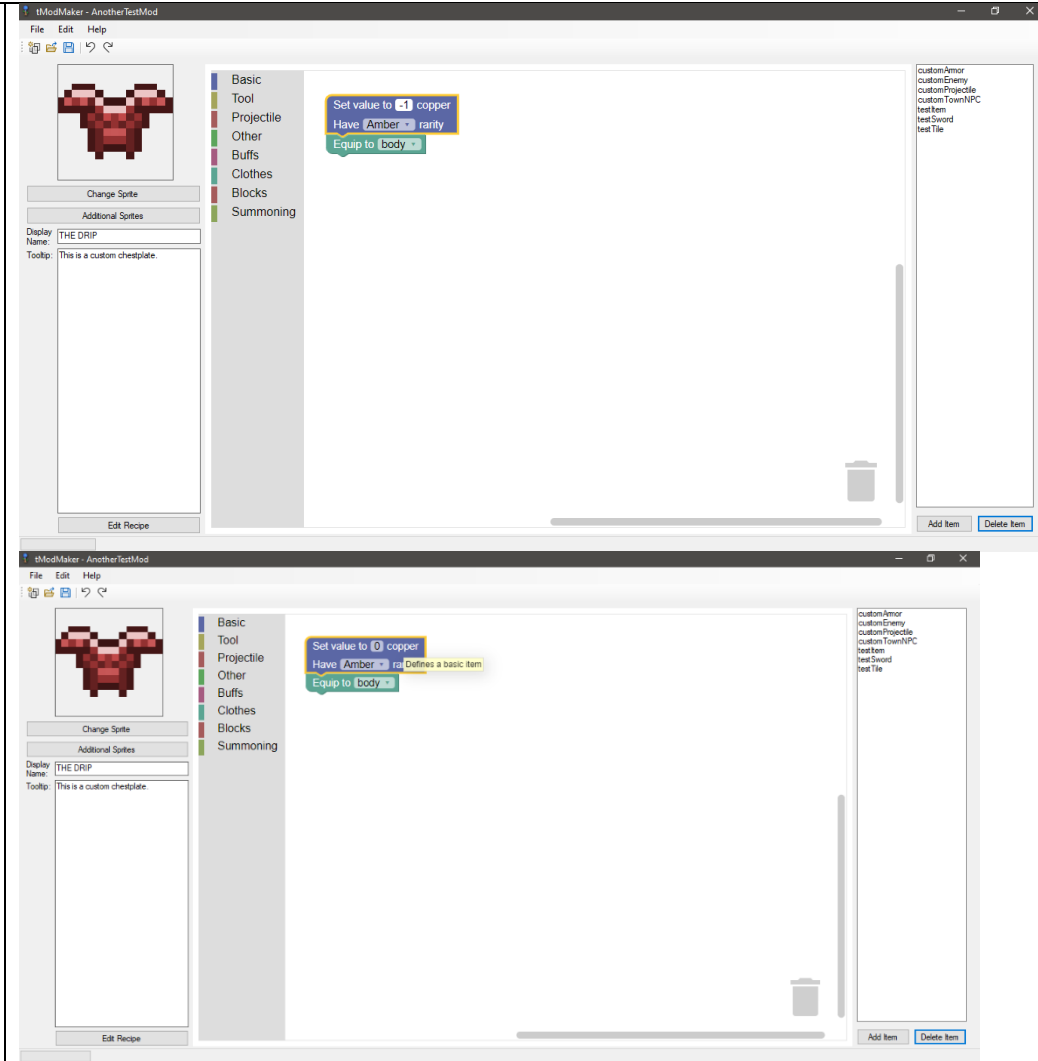 tModMaker - AnotherTestMod
File Edit Help
Basic
Tool
Projectile
Other
Buffs
Clothes
Blocks
Summoning
Set value to -1 copper
Have Amber rarity
Equip to body
customArmor
customEnemy
customProjectile
customTownNPC
testItem
testSword
testTile
Change Sprite
Additional Sprites
Display Name: THE DRIP
Tooltip: This is a custom chestplate.
Edit Recipe
Add Item Delete Item
tModMaker - AnotherTestMod
File Edit Help
Basic
Tool
Projectile
Other
Buffs
Clothes
Blocks
Summoning
Set value to 0 copper
Have Amber ra
Defines a basic item
Equip to body
customArmor
customEnemy
customProjectile
customTownNPC
testItem
testSword
testTile
Change Sprite
Additional Sprites
Display Name: THE DRIP
Tooltip: This is a custom chestplate.
Edit Recipe
Add Item Delete Item